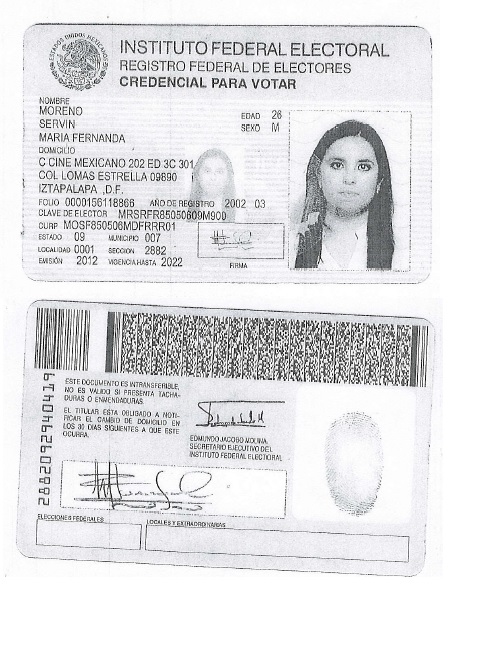 ESTADOS UNIDOS MEXICANOS
INSTITUTO FEDERAL ELECTORAL
REGISTRO FEDERAL DE ELECTORES
CREDENCIAL PARA VOTAR
NOMBRE
MORENO
SERVIN
MARIA FERNANDA
EDAD 26
SEXO M
DOMICILIO
C CINE MEXICANO 202 ED 3C 301
COL LOMAS ESTRELLA 09890
IZTAPALAPA ,D.F.
FOLIO 0000156118866 AÑO DE REGISTRO 2002 03
CLAVE DE ELECTOR MRSRFR85050609M900
CURP MOSF850506MDFRRR01
ESTADO 09 MUNICIPIO 007
LOCALIDAD 0001 SECCION 2882
EMISIÓN 2012 VIGENCIA HASTA 2022
FIRMA
ESTE DOCUMENTO ES INTRANSFERIBLE,
NO ES VALIDO SI PRESENTA TACHA-
DURAS O ENMENDADURAS.
EL TITULAR ESTA OBLIGADO A NOTI-
FICAR EL CAMBIO DE DOMICILIO EN
LOS 30 DIAS SIGUIENTES A QUE ESTE
OCURRA.
EDMUNDO JACOBO MOLINA
SECRETARIO EJECUTIVO DEL
INSTITUTO FEDERAL ELECTORAL
ELECCIONES FEDERALES
LOCALES Y EXTRAORDINARIAS